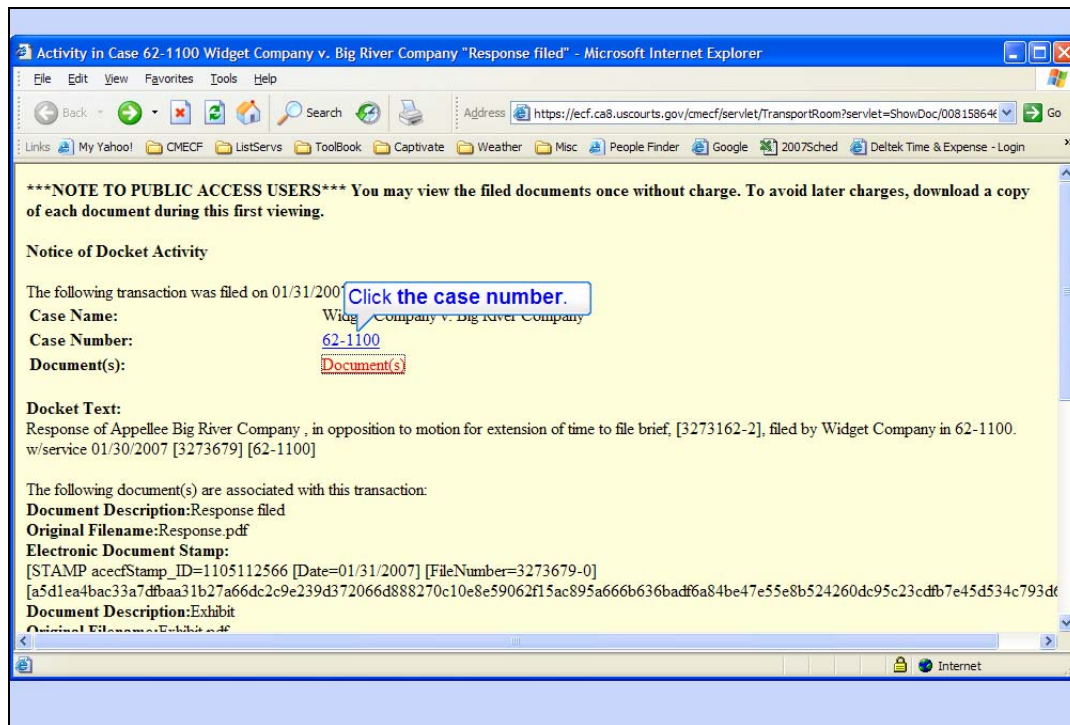 Activity in Case 62-1100 Widget Company v. Big River Company "Response filed" - Microsoft Internet Explorer
File Edit View Favorites Tools Help
Back Search Address https://ecf.ca8.uscourts.gov/cmecf/servlet/TransportRoom?servlet=ShowDoc/008158646 Go
Links My Yahoo! CMECF ListServs ToolBook Captivate Weather Misc People Finder Google 2007Sched Deltek Time & Expense - Login »
***NOTE TO PUBLIC ACCESS USERS*** You may view the filed documents once without charge. To avoid later charges, download a copy
of each document during this first viewing.
Notice of Docket Activity
The following transaction was filed on 01/31/2007
Click the case number.
Case Name: Widget Company v. Big River Company
Case Number: 62-1100
Document(s): Document(s)
Docket Text:
Response of Appellee Big River Company , in opposition to motion for extension of time to file brief, [3273162-2], filed by Widget Company in 62-1100.
w/service 01/30/2007 [3273679] [62-1100]
The following document(s) are associated with this transaction:
Document Description:Response filed
Original Filename:Response.pdf
Electronic Document Stamp:
[STAMP acecfStamp_ID=1105112566 [Date=01/31/2007] [FileNumber=3273679-0]
[a5d1ea4bac33a7dfbaa31b27a66dc2c9e239d372066d888270c10e8e59062f15ac895a666b636badf6a84be47e55e8b524260dc95c23cdfb7e45d534c793d6
Document Description:Exhibit
Original Filename:Exhibit.pdf
Internet